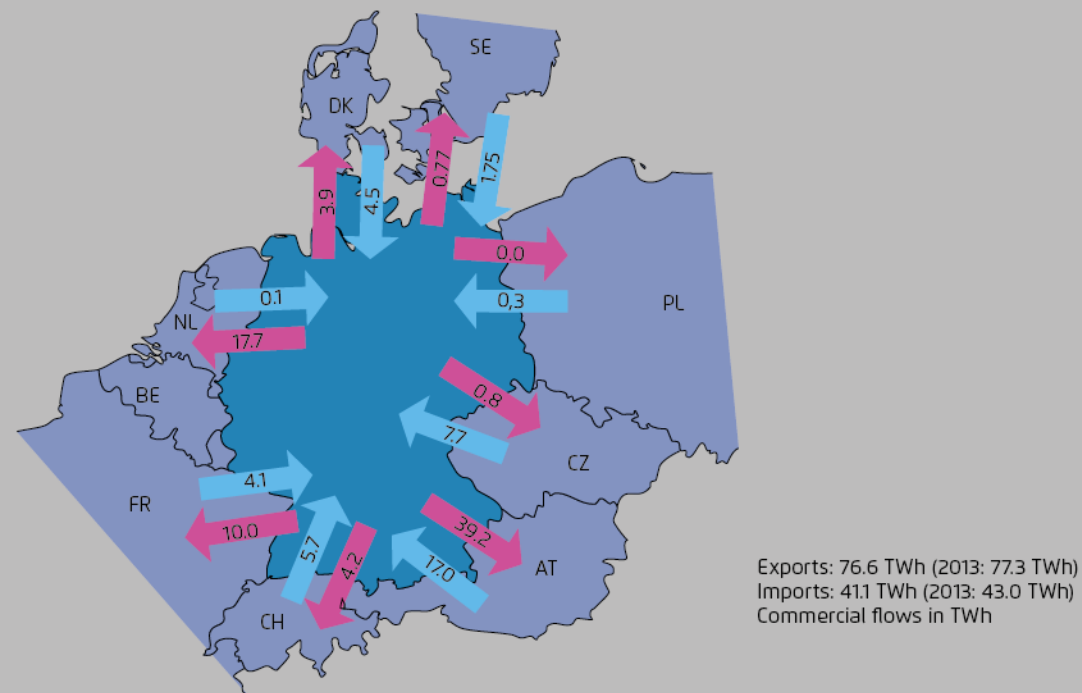 SE
DK
0.77
1.75
3.9
4.5
0.0
0.1
0,3
PL
NL
17.7
BE
0.8
7.7
CZ
4.1
FR
10.0
5.7
4.2
39.2
17.0
AT
CH
Exports: 76.6 TWh (2013: 77.3 TWh)
Imports: 41.1 TWh (2013: 43.0 TWh)
Commercial flows in TWh